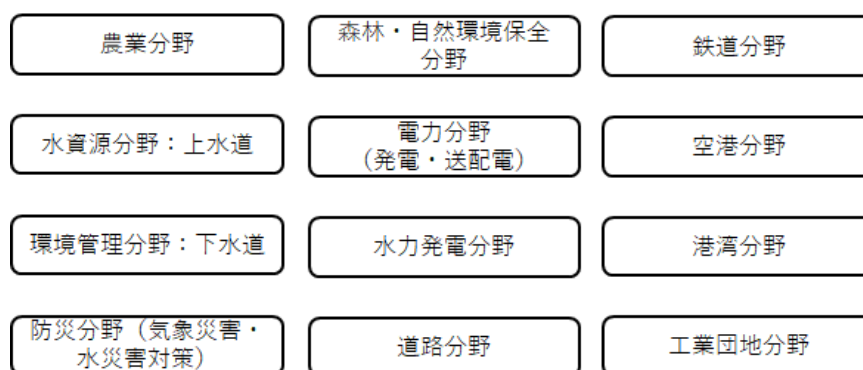 農業分野
森林・自然環境保全
分野
鉄道分野
水資源分野：上水道
電力分野
（発電・送配電）
空港分野
環境管理分野：下水道
水力発電分野
港湾分野
防災分野（気象災害・
水災害対策）
道路分野
工業団地分野